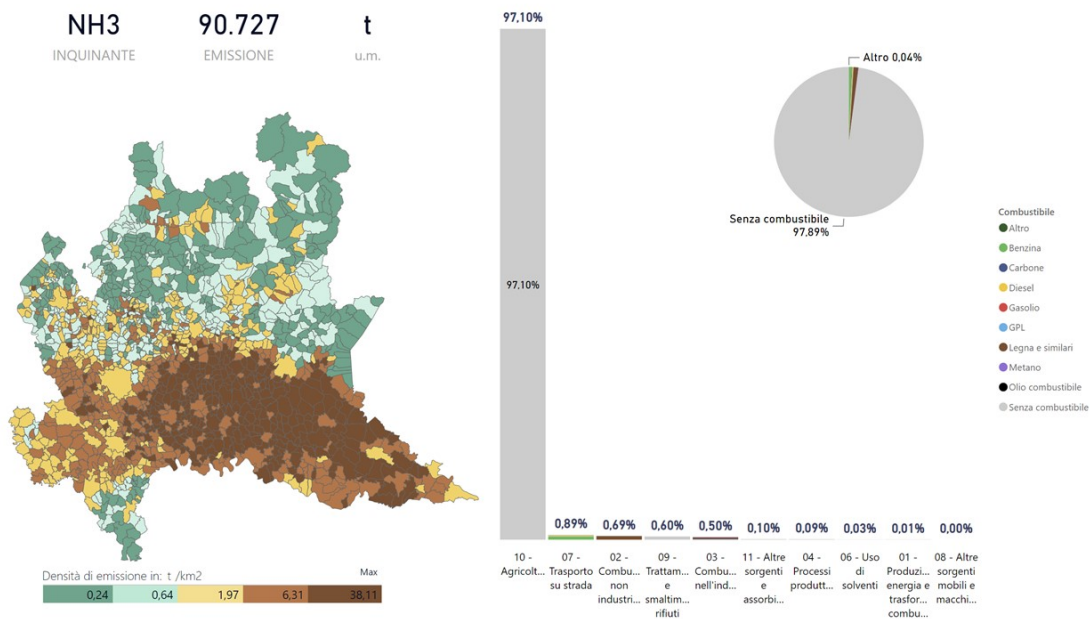 NH3 90.727 t
INQUINANTE EMISSIONE u.m.
Densità di emissione in: t /km2 Max
0,24 0,64 1,97 6,31 38,11
97,10%
97,10%
0,89% 0,69% 0,60% 0,50% 0,10% 0,09% 0,03% 0,01% 0,00%
10 -
Agricolt...
07 -
Trasporto
su strada
02 -
Combu...
non
industri...
09 -
Trattam...
e
smaltim...
rifiuti
03 -
Combu...
nell'ind...
11 - Altre
sorgenti
e
assorbi...
04 -
Processi
produtt...
06 - Uso
di
solventi
01 -
Produzi...
energia e
trasfor...
combu...
08 - Altre
sorgenti
mobili e
macchi...
Altro 0,04%
Senza combustibile
97,89%
Combustibile
Altro
Benzina
Carbone
Diesel
Gasolio
GPL
Legna e similari
Metano
Olio combustibile
Senza combustibile